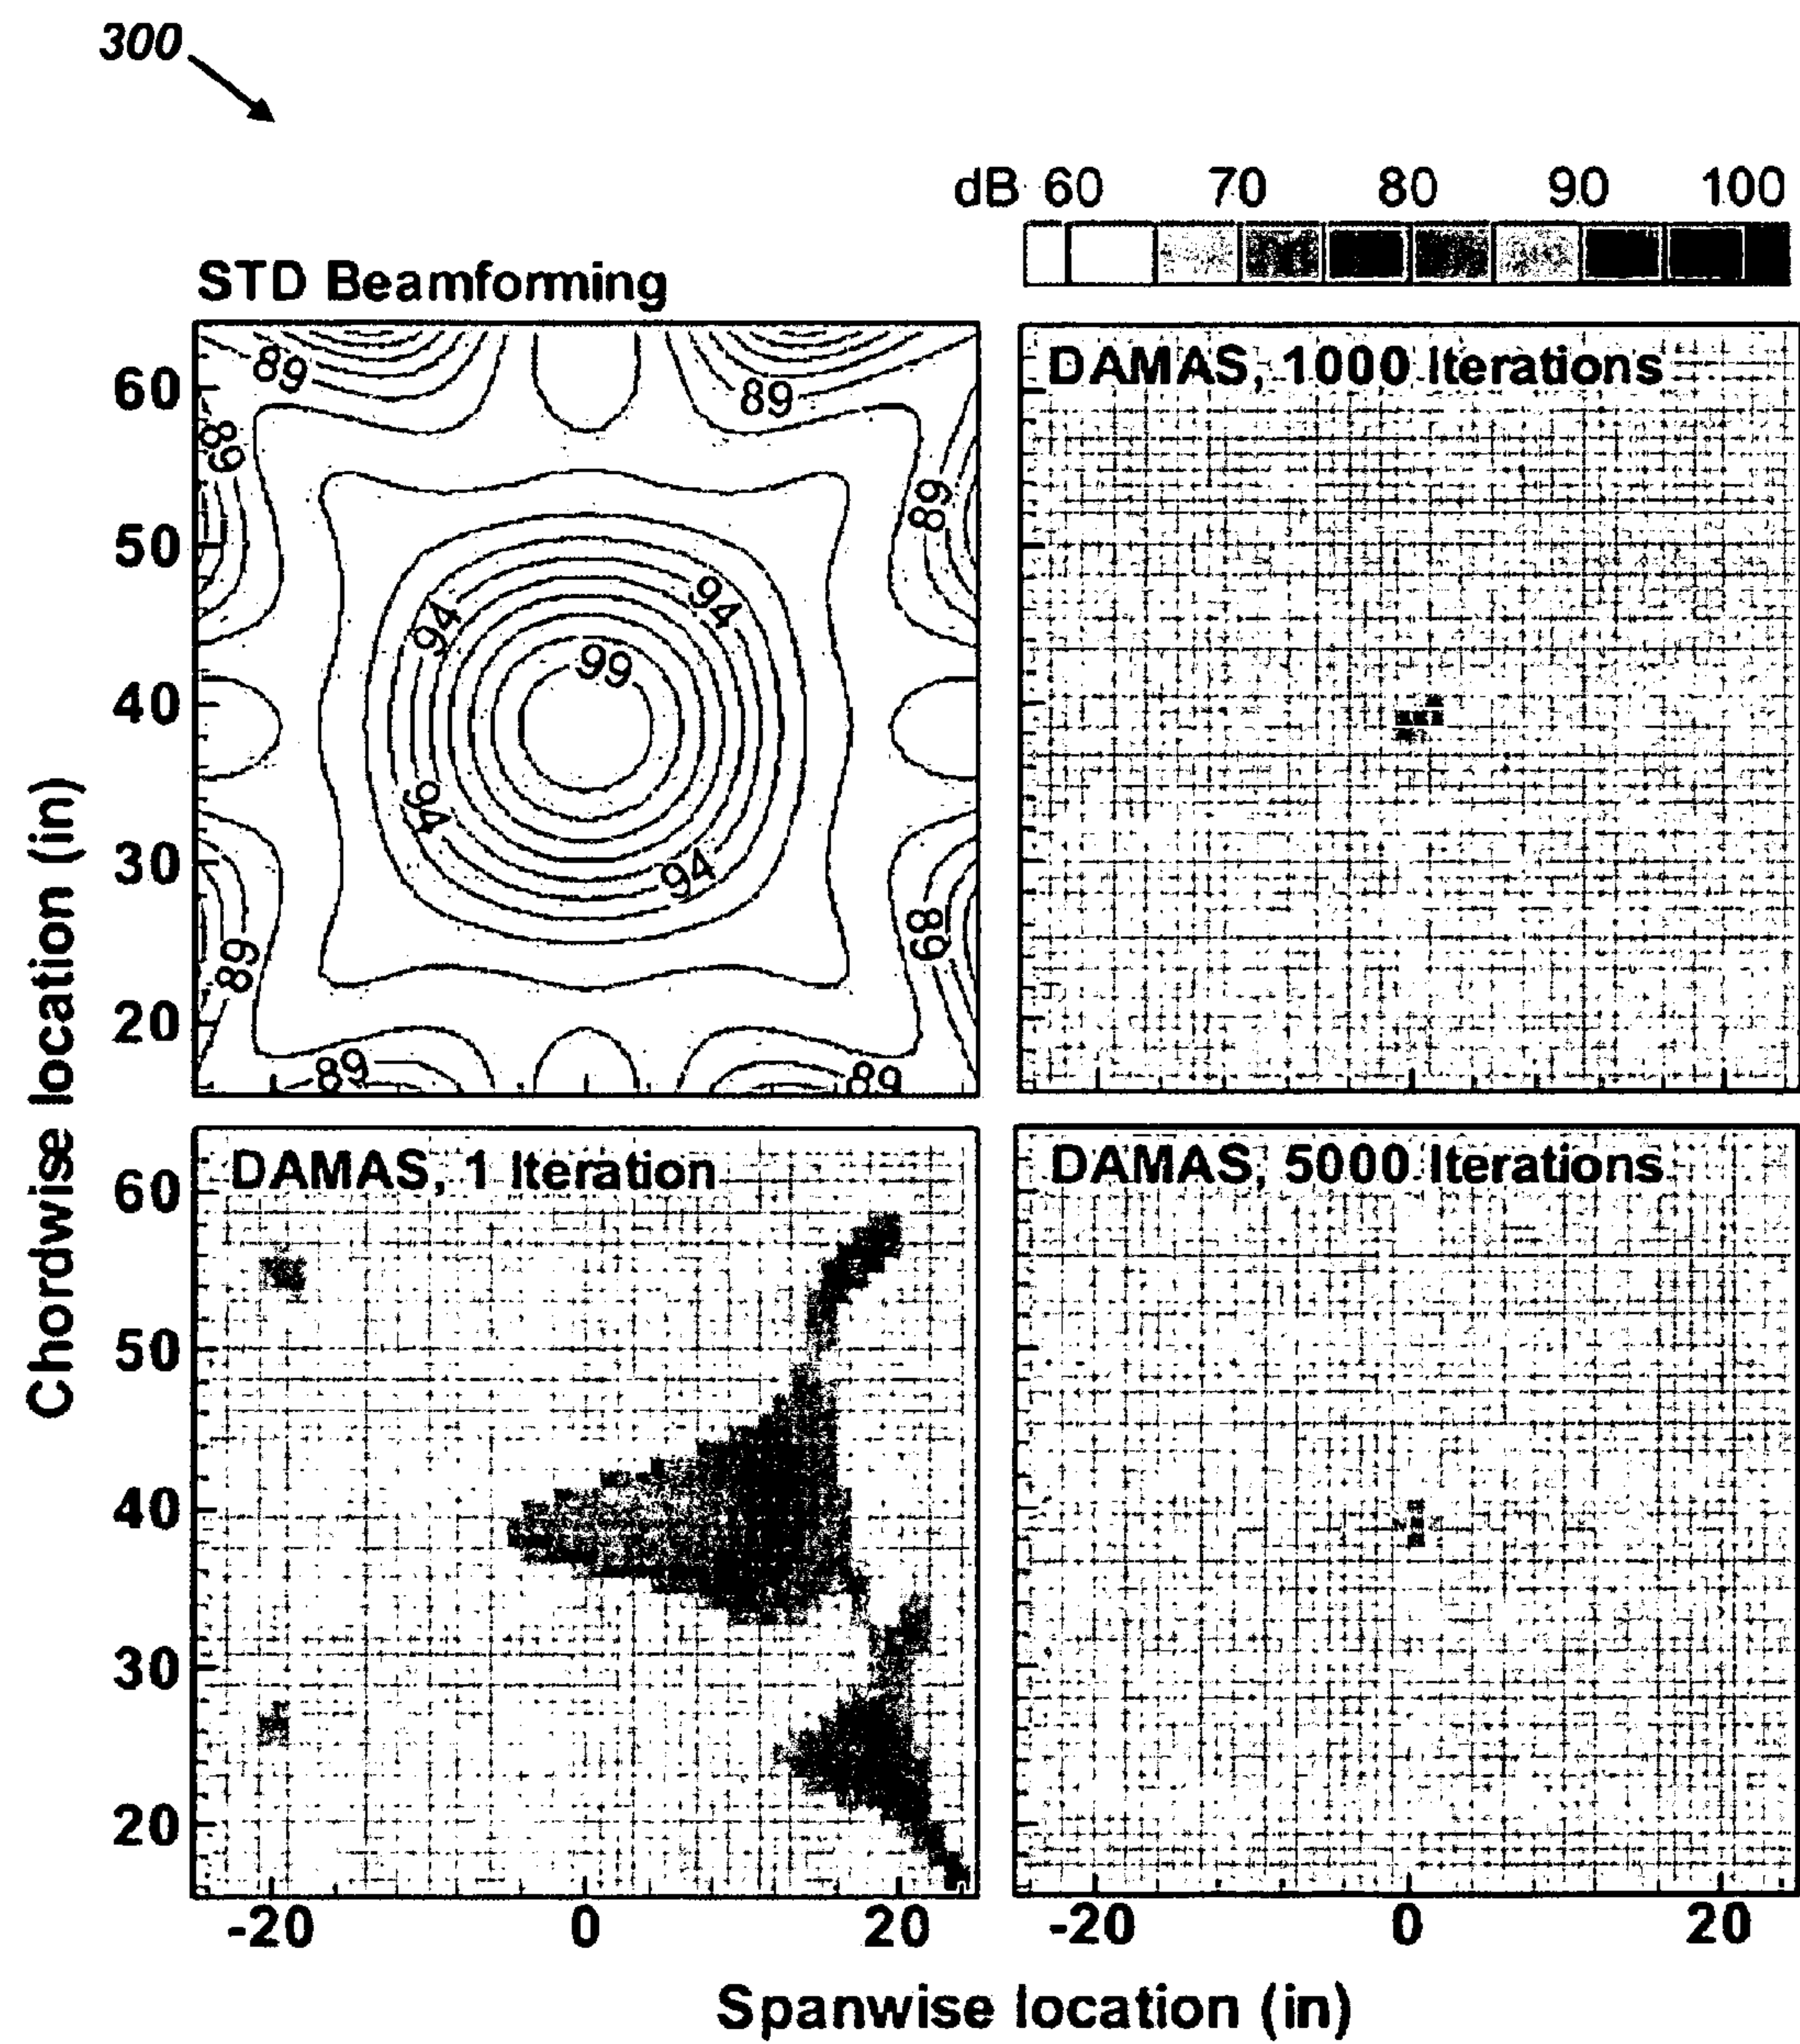 300
dB 60 70 80 90 100
STD Beamforming
DAMAS, 1000 Iterations
89
89
89
89
94
94
99
94
94
89
89
89
89
60
50
40
30
20
DAMAS, 1 Iteration
DAMAS, 5000 Iterations
60
50
40
30
20
Chordwise location (in)
-20 0 20
-20 0 20
Spanwise location (in)